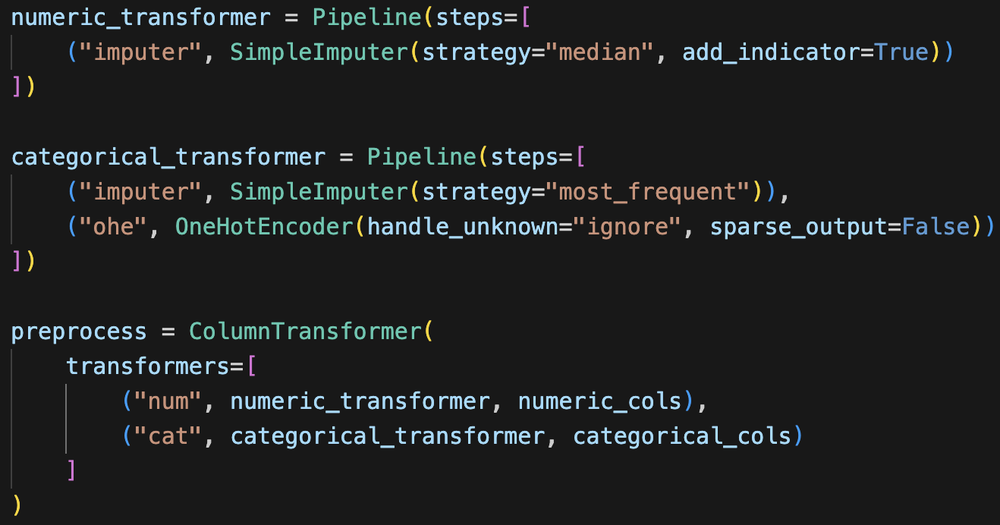 numeric_transformer = Pipeline(steps=[
    ("imputer", SimpleImputer(strategy="median", add_indicator=True))
])

categorical_transformer = Pipeline(steps=[
    ("imputer", SimpleImputer(strategy="most_frequent")),
    ("ohe", OneHotEncoder(handle_unknown="ignore", sparse_output=False))
])

preprocess = ColumnTransformer(
    transformers=[
        ("num", numeric_transformer, numeric_cols),
        ("cat", categorical_transformer, categorical_cols)
    ]
)